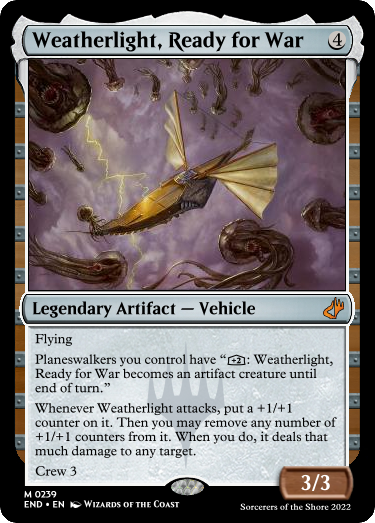 Weatherlight, Ready for War 4
Legendary Artifact — Vehicle
Flying
Planeswalkers you control have “+2: Weatherlight,
Ready for War becomes an artifact creature until
end of turn.”
Whenever Weatherlight attacks, put a +1/+1
counter on it. Then you may remove any number of
+1/+1 counters from it. When you do, it deals that
much damage to any target.
Crew 3
3/3
M 0239
END • EN Wizards of the Coast
Sorcerers of the Shore 2022